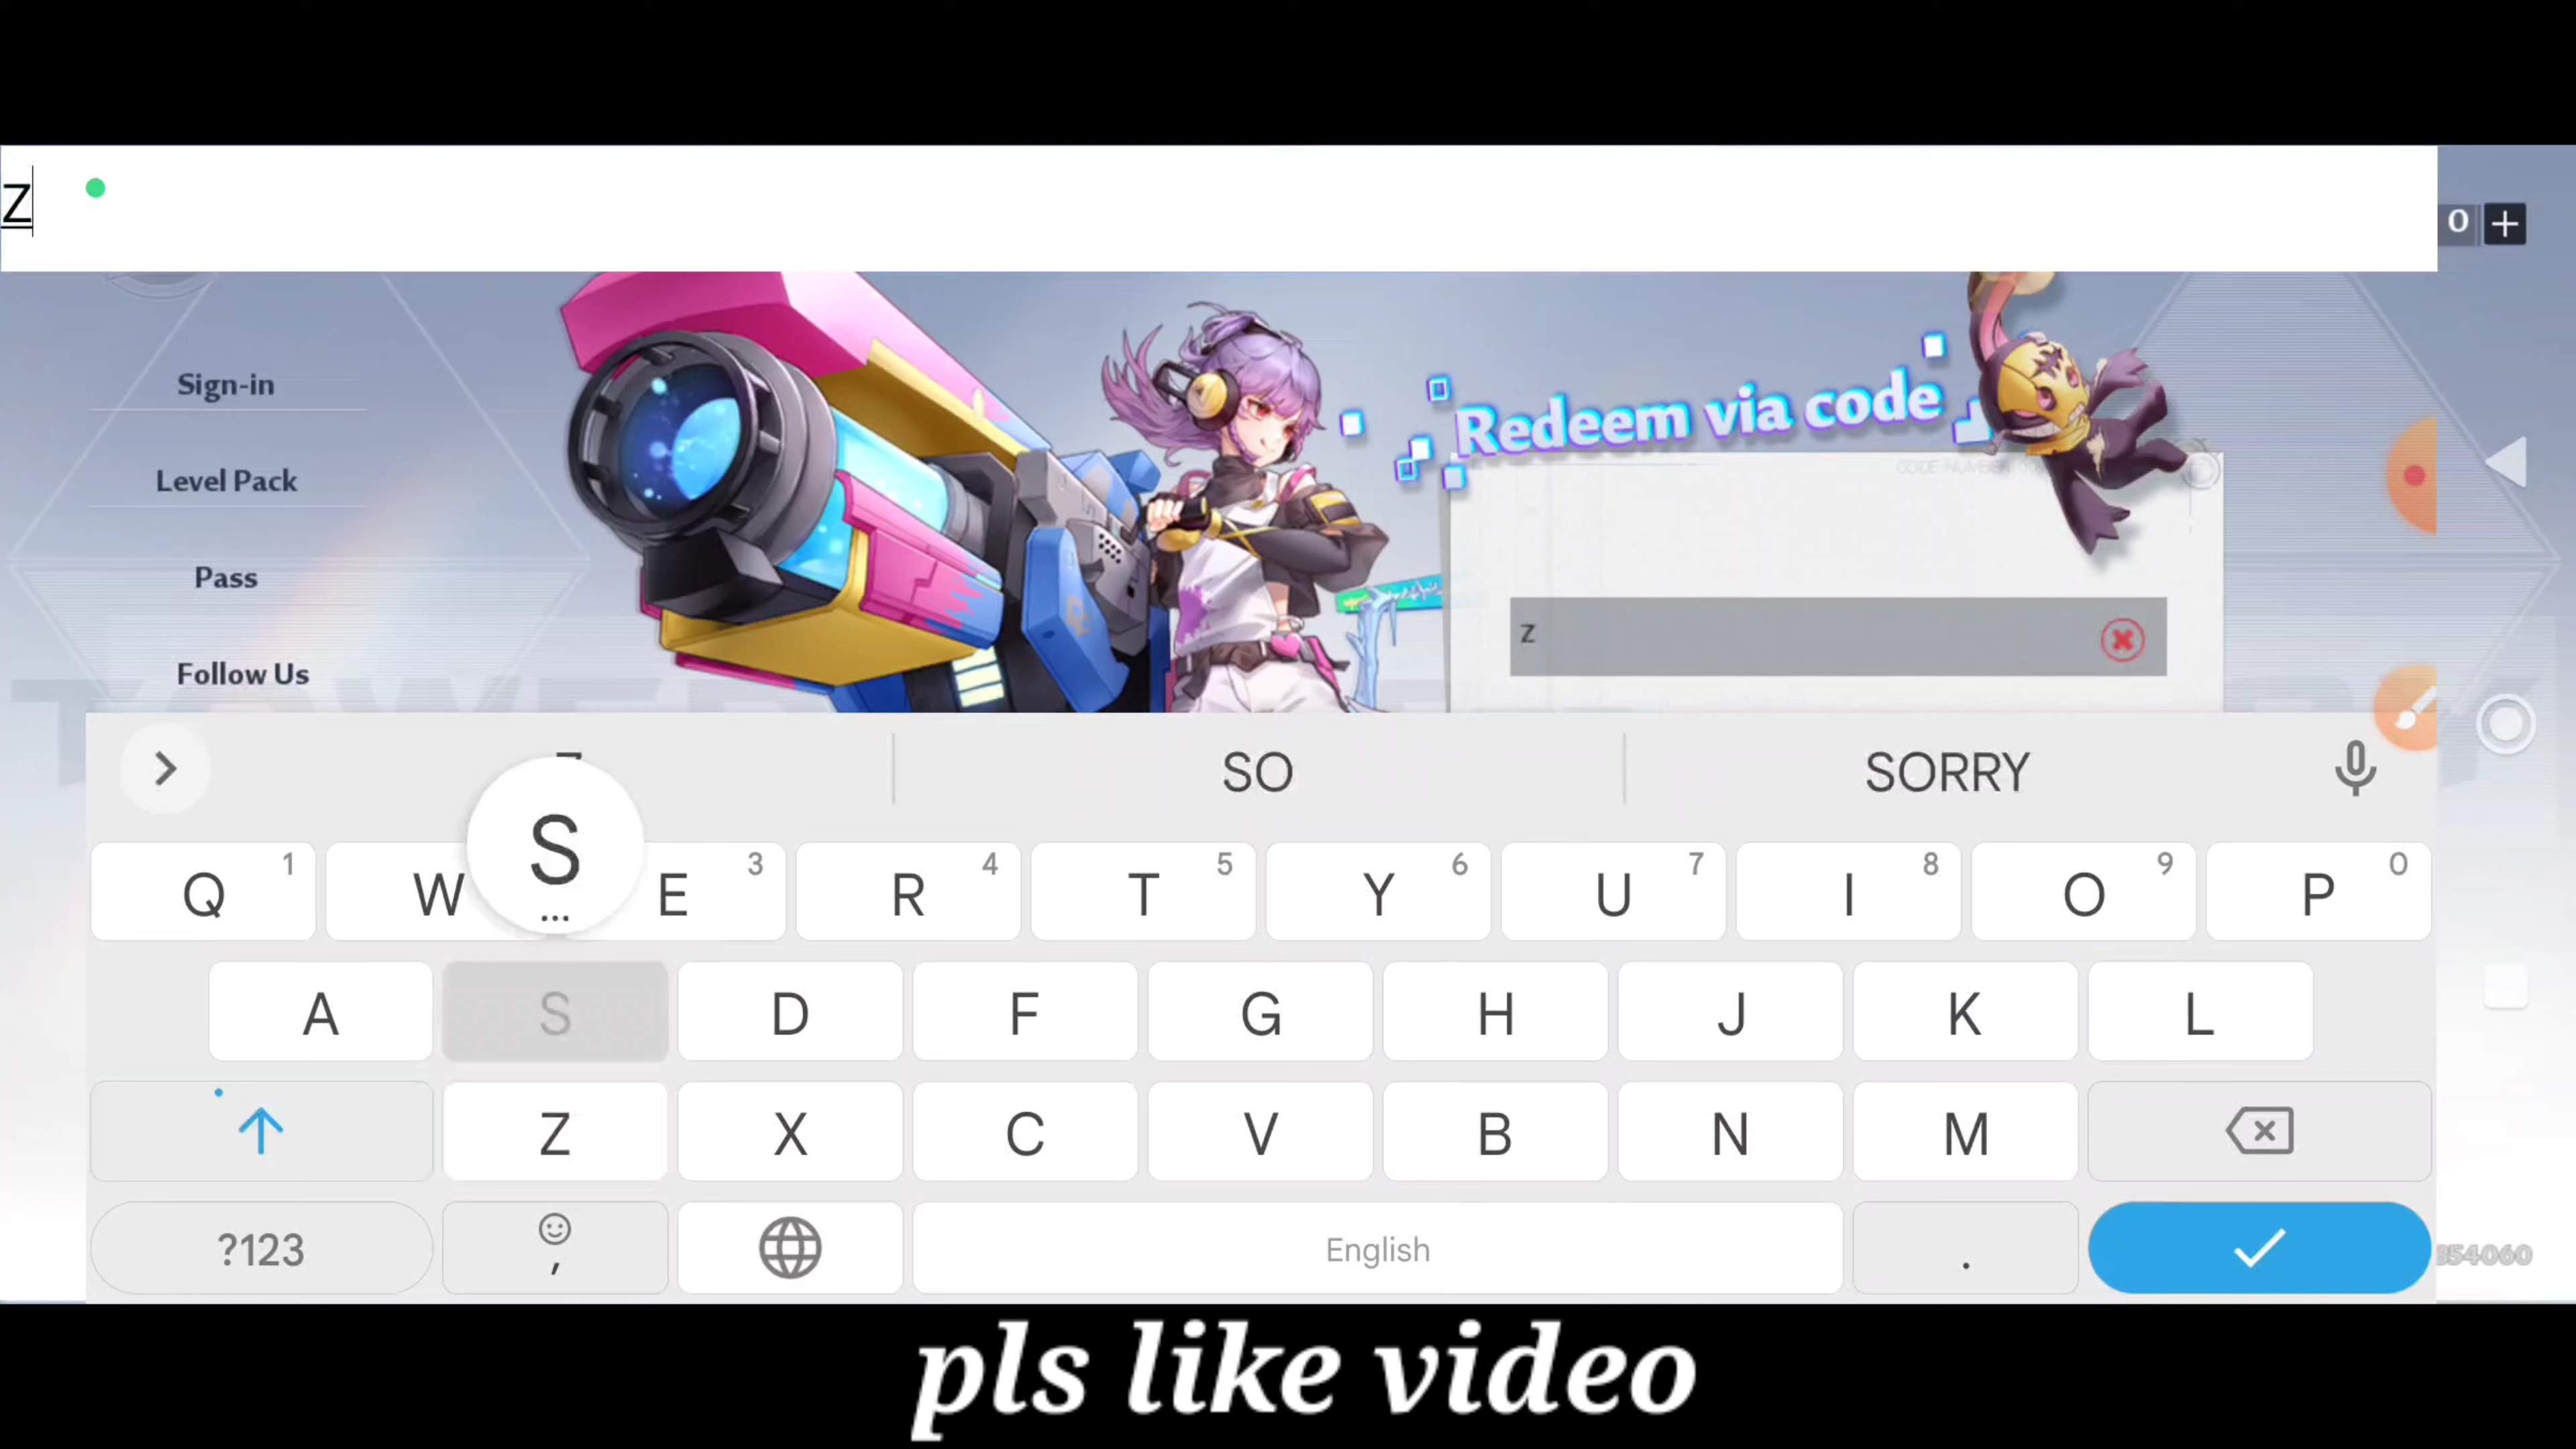 Z
0 +
Sign-in
Level Pack
Pass
Follow Us
Redeem via code
z
SO
SORRY
S
...
Q 1
W
E 3
R 4
T 5
Y 6
U 7
I 8
O 9
P 0
A
S
D
F
G
H
J
K
L
Z
X
C
V
B
N
M
?123
,
English
.
354060
pls like video